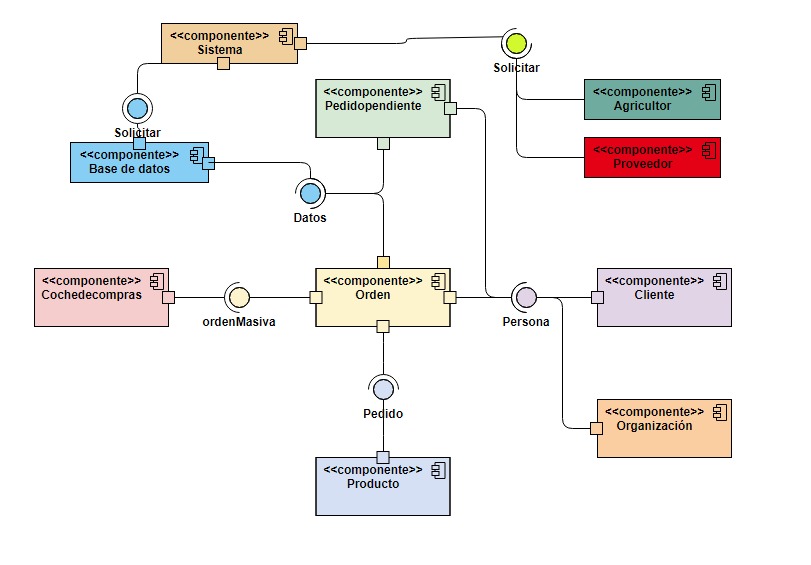 <<componente>>
Sistema
Solicitar
<<componente>>
Pedidopendiente
<<componente>>
Agricultor
Solicitar
<<componente>>
Base de datos
<<componente>>
Proveedor
Datos
<<componente>>
Cochedecompras
ordenMasiva
<<componente>>
Orden
Persona
<<componente>>
Cliente
Pedido
<<componente>>
Organización
<<componente>>
Producto